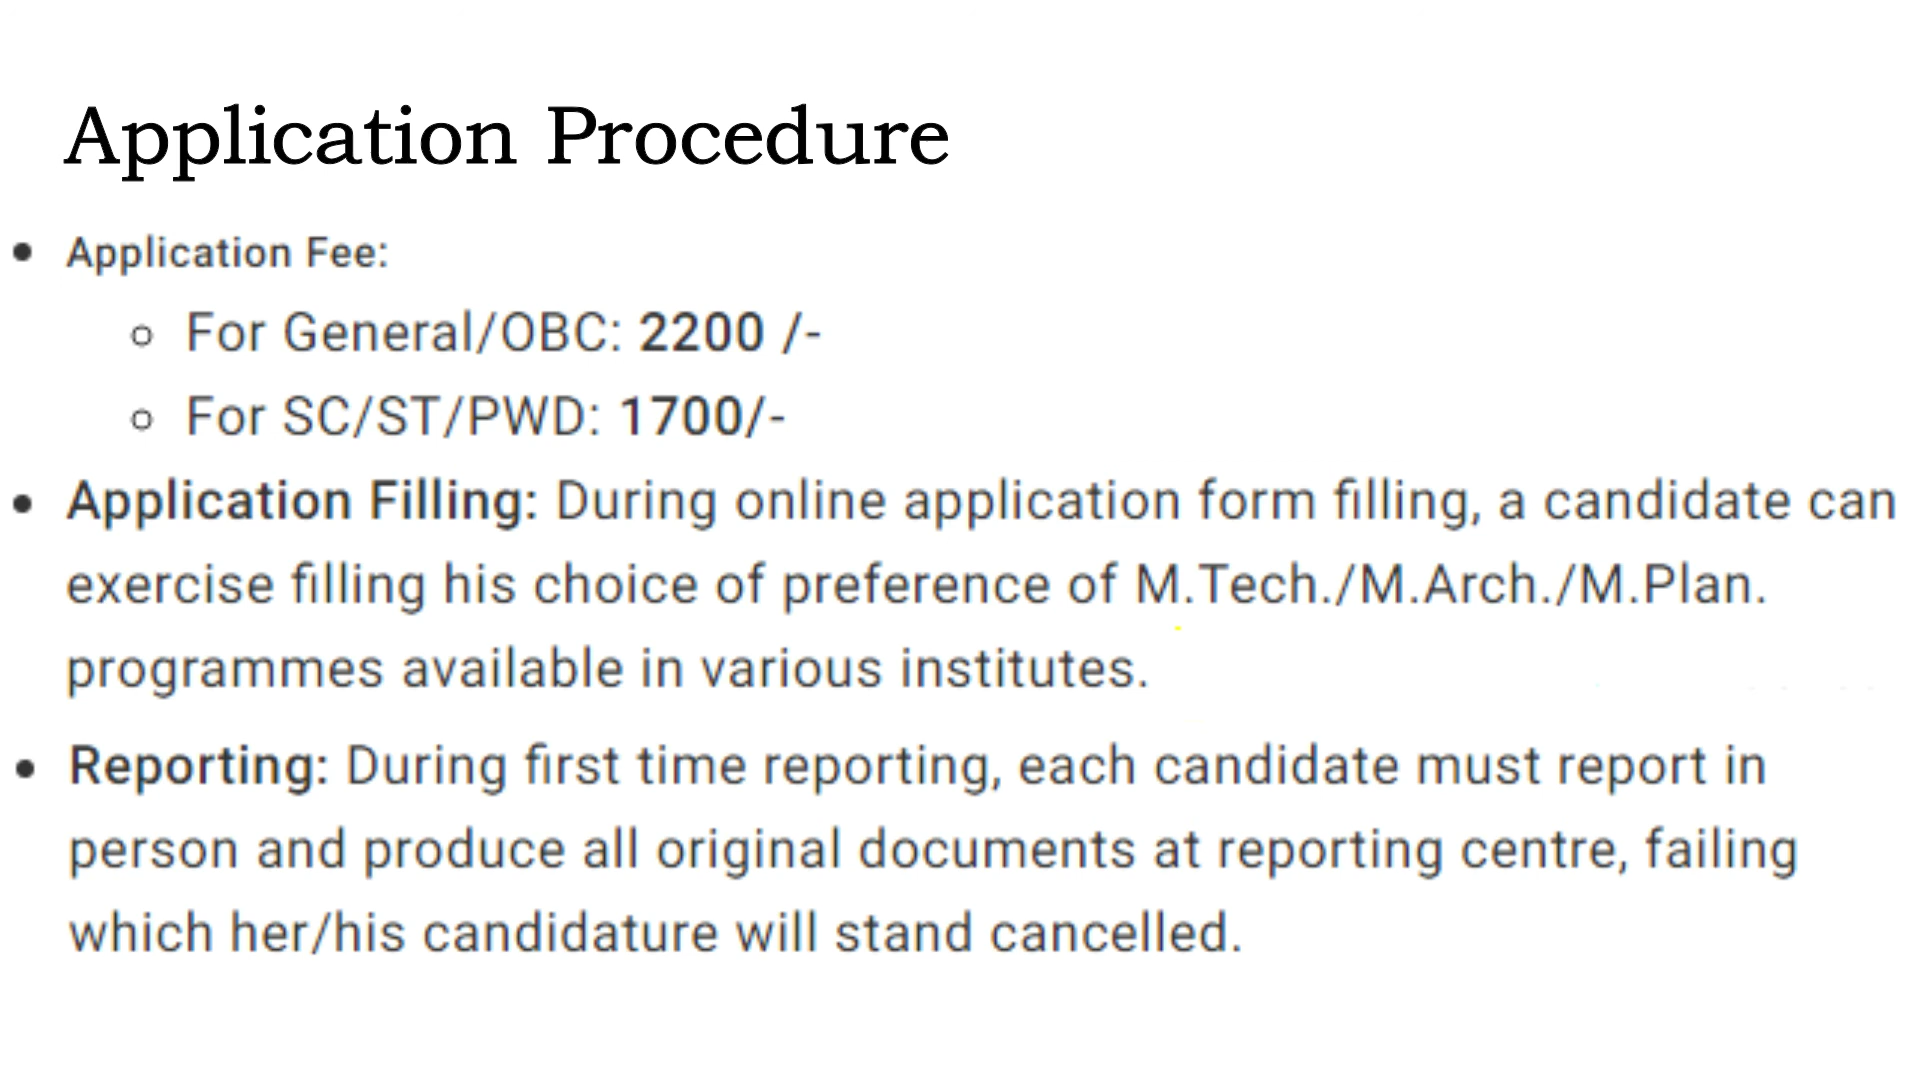 Application Procedure
• Application Fee:
o For General/OBC: 2200 /-
o For SC/ST/PWD: 1700/-
• Application Filling: During online application form filling, a candidate can
exercise filling his choice of preference of M.Tech./M.Arch./M.Plan.
programmes available in various institutes.
• Reporting: During first time reporting, each candidate must report in
person and produce all original documents at reporting centre, failing
which her/his candidature will stand cancelled.